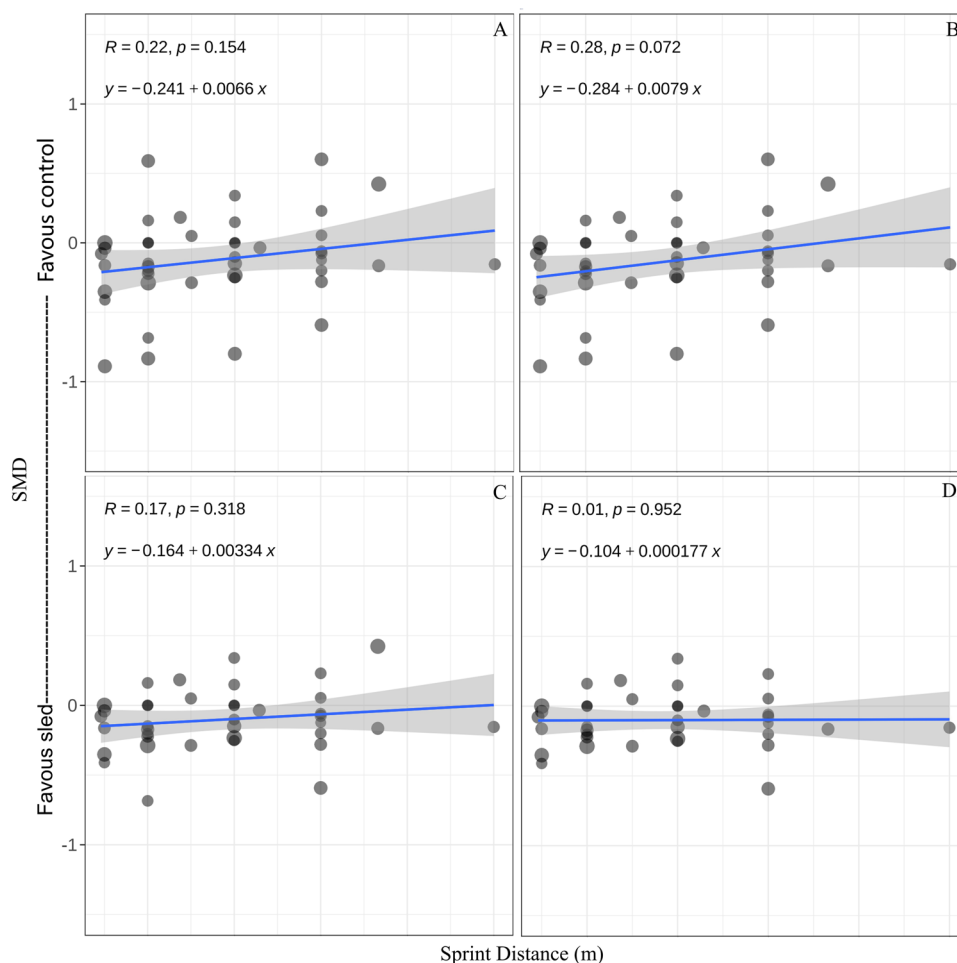 A
R = 0.22, p = 0.154
y = −0.241 + 0.0066 x
B
R = 0.28, p = 0.072
y = −0.284 + 0.0079 x
1
0
-1
C
R = 0.17, p = 0.318
y = −0.164 + 0.00334 x
D
R = 0.01, p = 0.952
y = −0.104 + 0.000177 x
1
0
-1
Favous control
SMD
Favous sled
Sprint Distance (m)